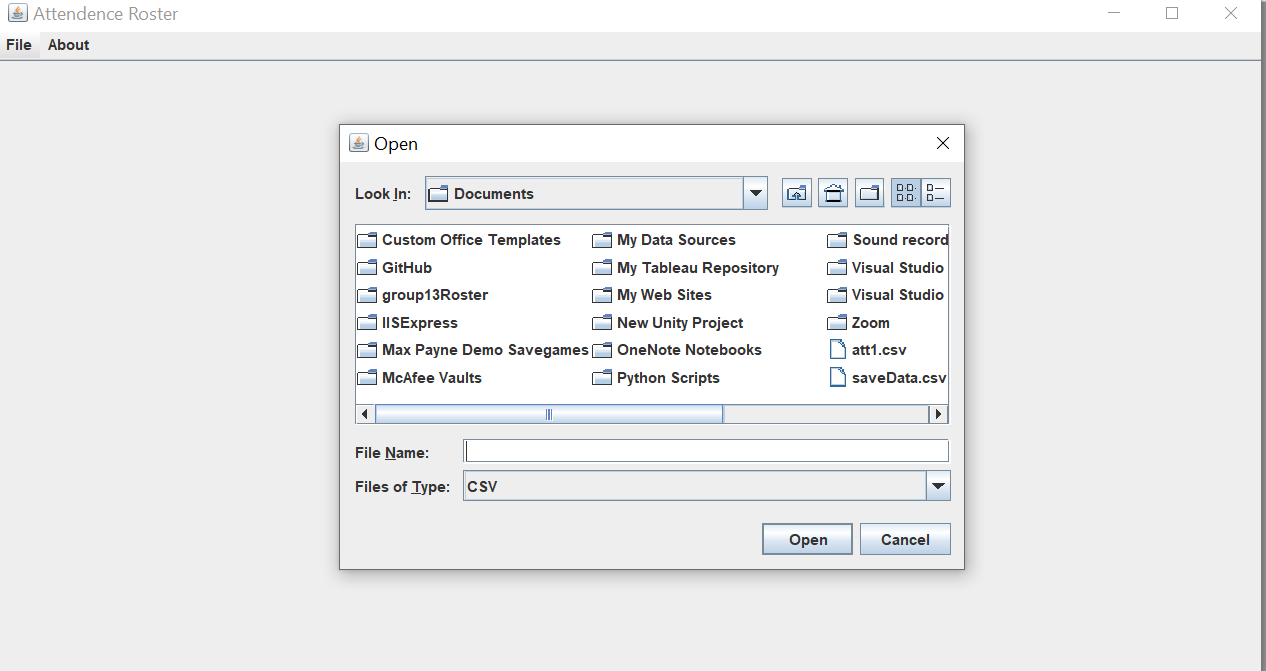 Attendence Roster
File About
Open
Look In: Documents
Custom Office Templates My Data Sources Sound record
GitHub My Tableau Repository Visual Studio
group13Roster My Web Sites Visual Studio
IISExpress New Unity Project Zoom
Max Payne Demo Savegames OneNote Notebooks att1.csv
McAfee Vaults Python Scripts saveData.csv
File Name:
Files of Type: CSV
Open Cancel